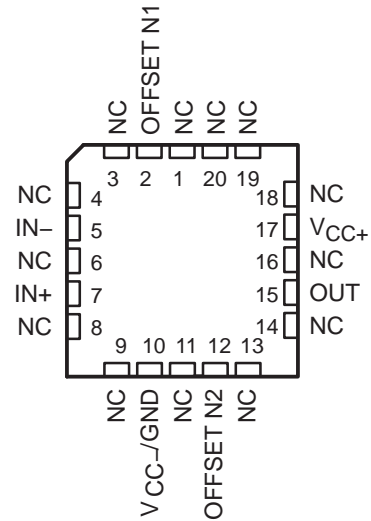 NC
OFFSET N1
NC
NC
NC
3 2 1 20 19
NC 4 18 NC
IN– 5 17 VCC+
NC 6 16 NC
IN+ 7 15 OUT
NC 8 14 NC
9 10 11 12 13
NC
VCC–/GND
NC
OFFSET N2
NC